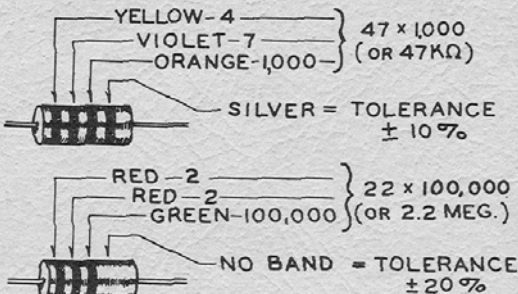 YELLOW-4
VIOLET-7
ORANGE-1,000
47 x 1,000
(OR 47KΩ)
SILVER = TOLERANCE
± 10%
RED-2
RED-2
GREEN-100,000
22 x 100,000
(OR 2.2 MEG.)
NO BAND = TOLERANCE
± 20%